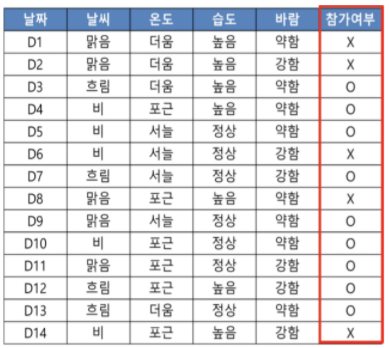 날짜 날씨 온도 습도 바람 참가여부
D1 맑음 더움 높음 약함 X
D2 맑음 더움 높음 강함 X
D3 흐림 더움 높음 약함 O
D4 비 포근 높음 약함 O
D5 비 서늘 정상 약함 O
D6 비 서늘 정상 강함 X
D7 흐림 서늘 정상 강함 O
D8 맑음 포근 높음 약함 X
D9 맑음 서늘 정상 약함 O
D10 비 포근 정상 약함 O
D11 맑음 포근 정상 강함 O
D12 흐림 포근 높음 강함 O
D13 흐림 더움 정상 약함 O
D14 비 포근 높음 강함 X